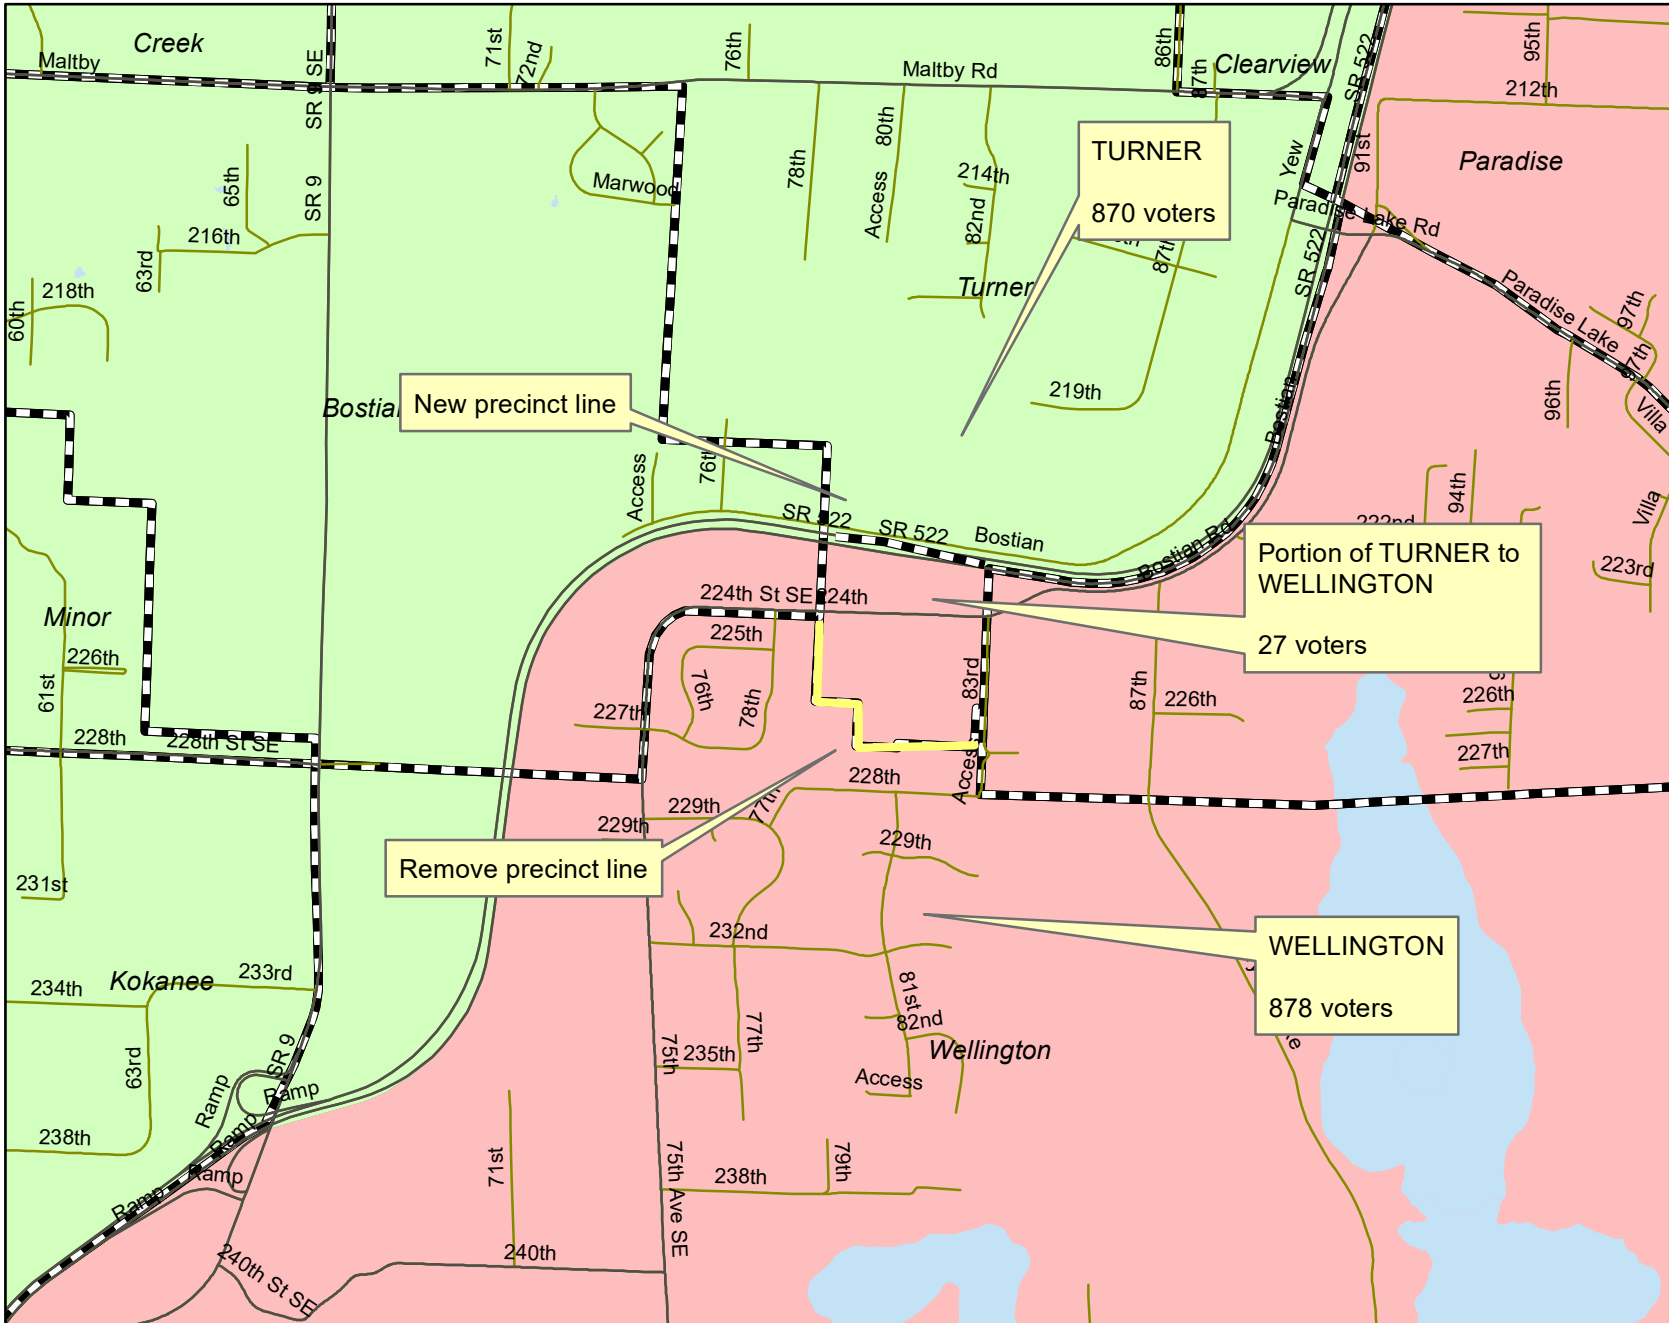 Creek
Maltby
SR 9 SE
71st
72nd
76th
Maltby Rd
86th
87th
Clearview
SR 522
95th
212th
TURNER
870 voters
Paradise
91st
Yew
Paradise Lake Rd
65th
SR 9
216th
63rd
Marwood
78th
80th
Access
214th
82nd
87th
SR 522
218th
60th
Turner
Paradise Lake
97th
97th
96th
Villa
219th
Bostian
New precinct line
Access
76th
SR 522
SR 522
Bostian
Bostian Rd
222nd
94th
Villa
223rd
Portion of TURNER to
WELLINGTON
27 voters
Minor
226th
61st
224th St SE
224th
225th
76th
78th
227th
83rd
87th
226th
226th
227th
228th
228th St SE
Access
228th
229th
77th
229th
229th
Remove precinct line
231st
232nd
WELLINGTON
878 voters
Kokanee
233rd
234th
81st
82nd
77th
75th
235th
Wellington
Access
63rd
SR 9
Ramp
Ramp
Ramp
Ramp
Ramp
238th
71st
75th Ave SE
238th
79th
240th St SE
240th